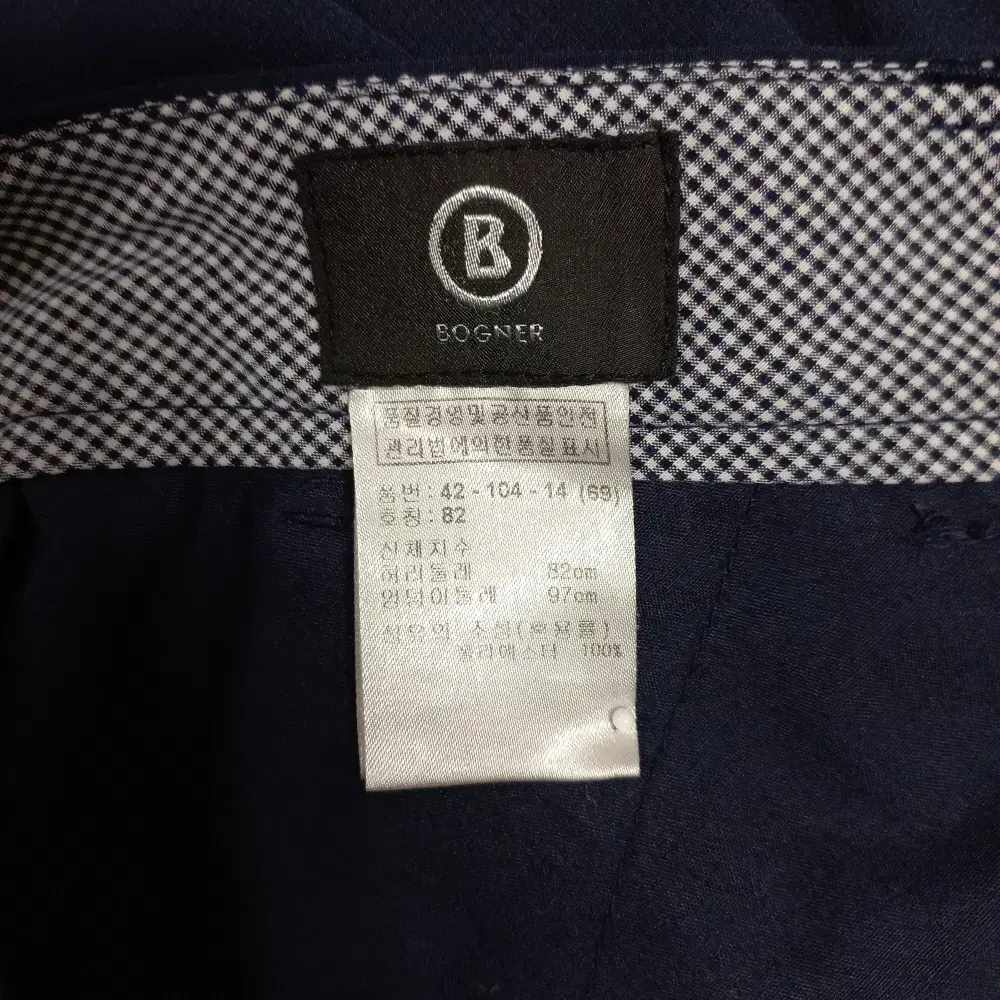 B
BOGNER
품질경영및공산품안전
관리법에의한품질표시
품번 : 42 - 104 - 14 (69)
호칭 : 82
신체치수
허리둘레 82cm
엉덩이둘레 97cm
섬유의 조성(혼용률)
폴리에스터 100%